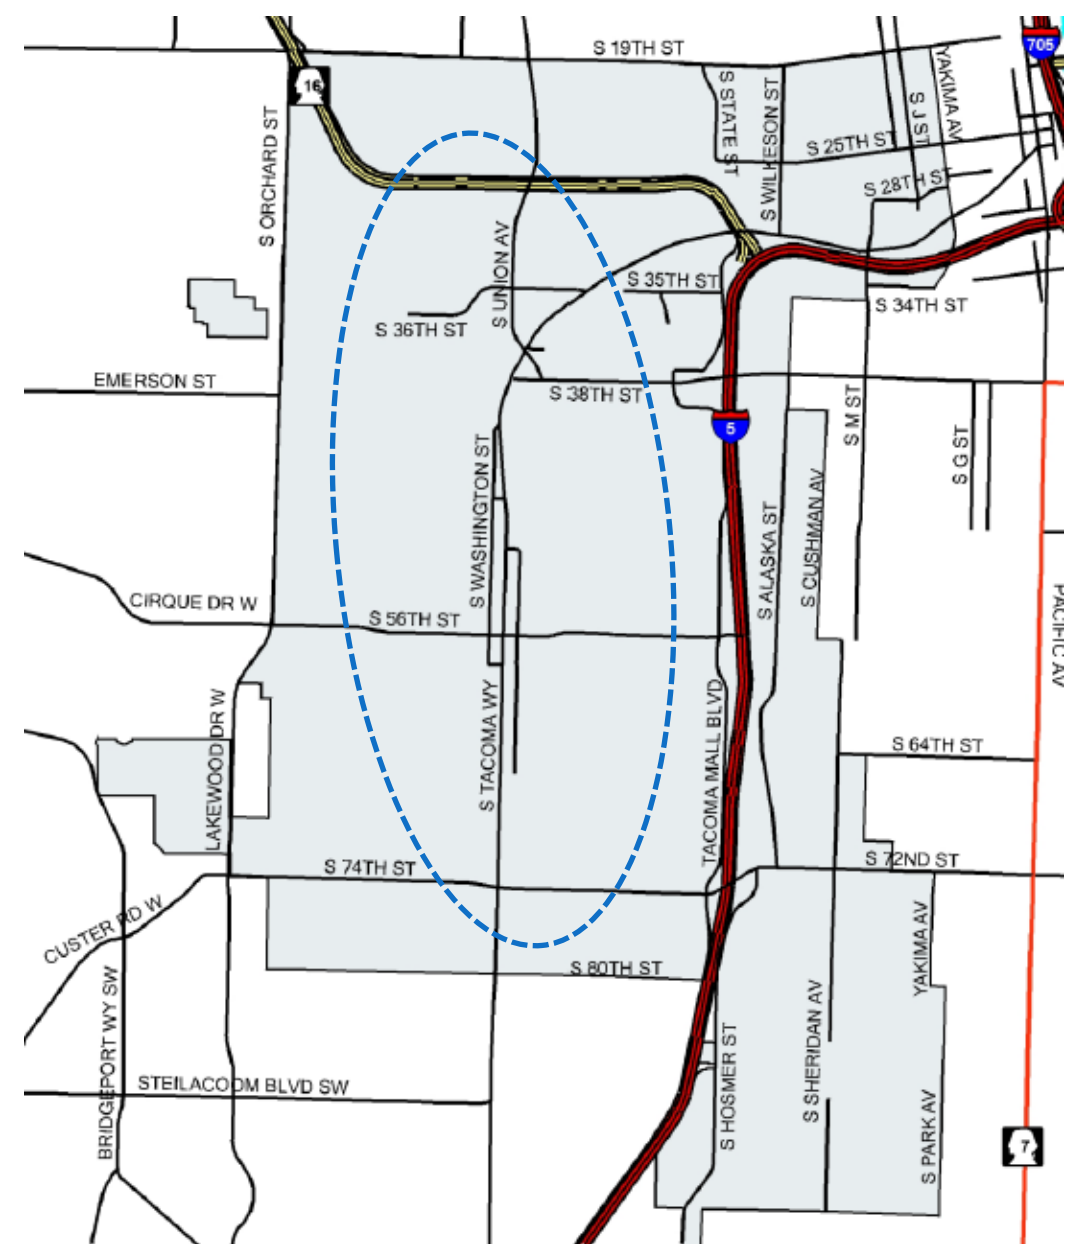 S 19TH ST
705
16
S ORCHARD ST
S STATE ST
S WILKESON ST
S J ST
YAKIMA AV
S 25TH ST
S 28TH ST
S UNION AV
S 35TH ST
S 34TH ST
S 36TH ST
EMERSON ST
S 38TH ST
S M ST
5
S G ST
S WASHINGTON ST
S ALASKA ST
S CUSHMAN AV
CIRQUE DR W
S 56TH ST
PACIFIC AV
LAKEWOOD DR W
S TACOMA WY
TACOMA MALL BLVD
S 64TH ST
S 74TH ST
S 72ND ST
CUSTER RD W
YAKIMA AV
S 80TH ST
BRIDGEPORT WY SW
S HOSMER ST
S SHERIDAN AV
STEILACOOM BLVD SW
S PARK AV
7